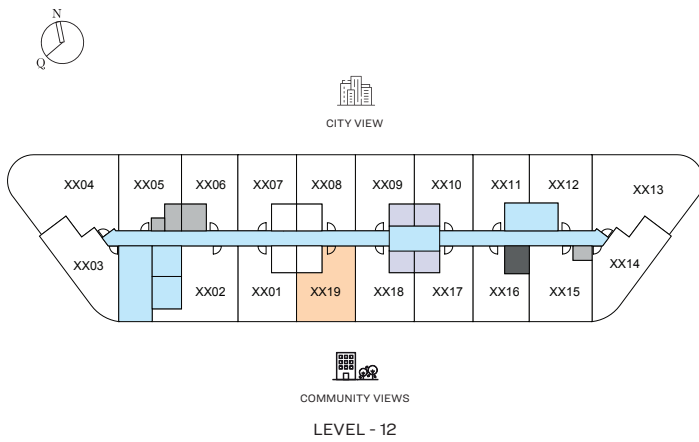 N
Q
CITY VIEW
XX04 XX05 XX06 XX07 XX08 XX09 XX10 XX11 XX12 XX13
XX03 XX02 XX01 XX19 XX18 XX17 XX16 XX15 XX14
COMMUNITY VIEWS
LEVEL - 12